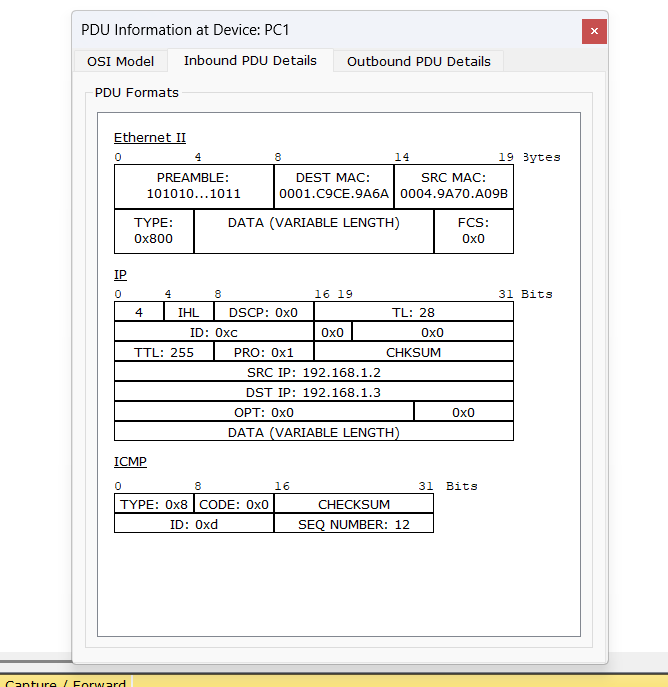 PDU Information at Device: PC1
×
OSI Model Inbound PDU Details Outbound PDU Details
PDU Formats
Ethernet II
0 4 8 14 19 Bytes
PREAMBLE: DEST MAC: SRC MAC:
101010...1011 0001.C9CE.9A6A 0004.9A70.A09B
TYPE: DATA (VARIABLE LENGTH) FCS:
0x800 0x0
IP
0 4 8 16 19 31 Bits
4 IHL DSCP: 0x0 TL: 28
ID: 0xc 0x0 0x0
TTL: 255 PRO: 0x1 CHKSUM
SRC IP: 192.168.1.2
DST IP: 192.168.1.3
OPT: 0x0 0x0
DATA (VARIABLE LENGTH)
ICMP
0 8 16 31 Bits
TYPE: 0x8 CODE: 0x0 CHECKSUM
ID: 0xd SEQ NUMBER: 12
Capture / Forward